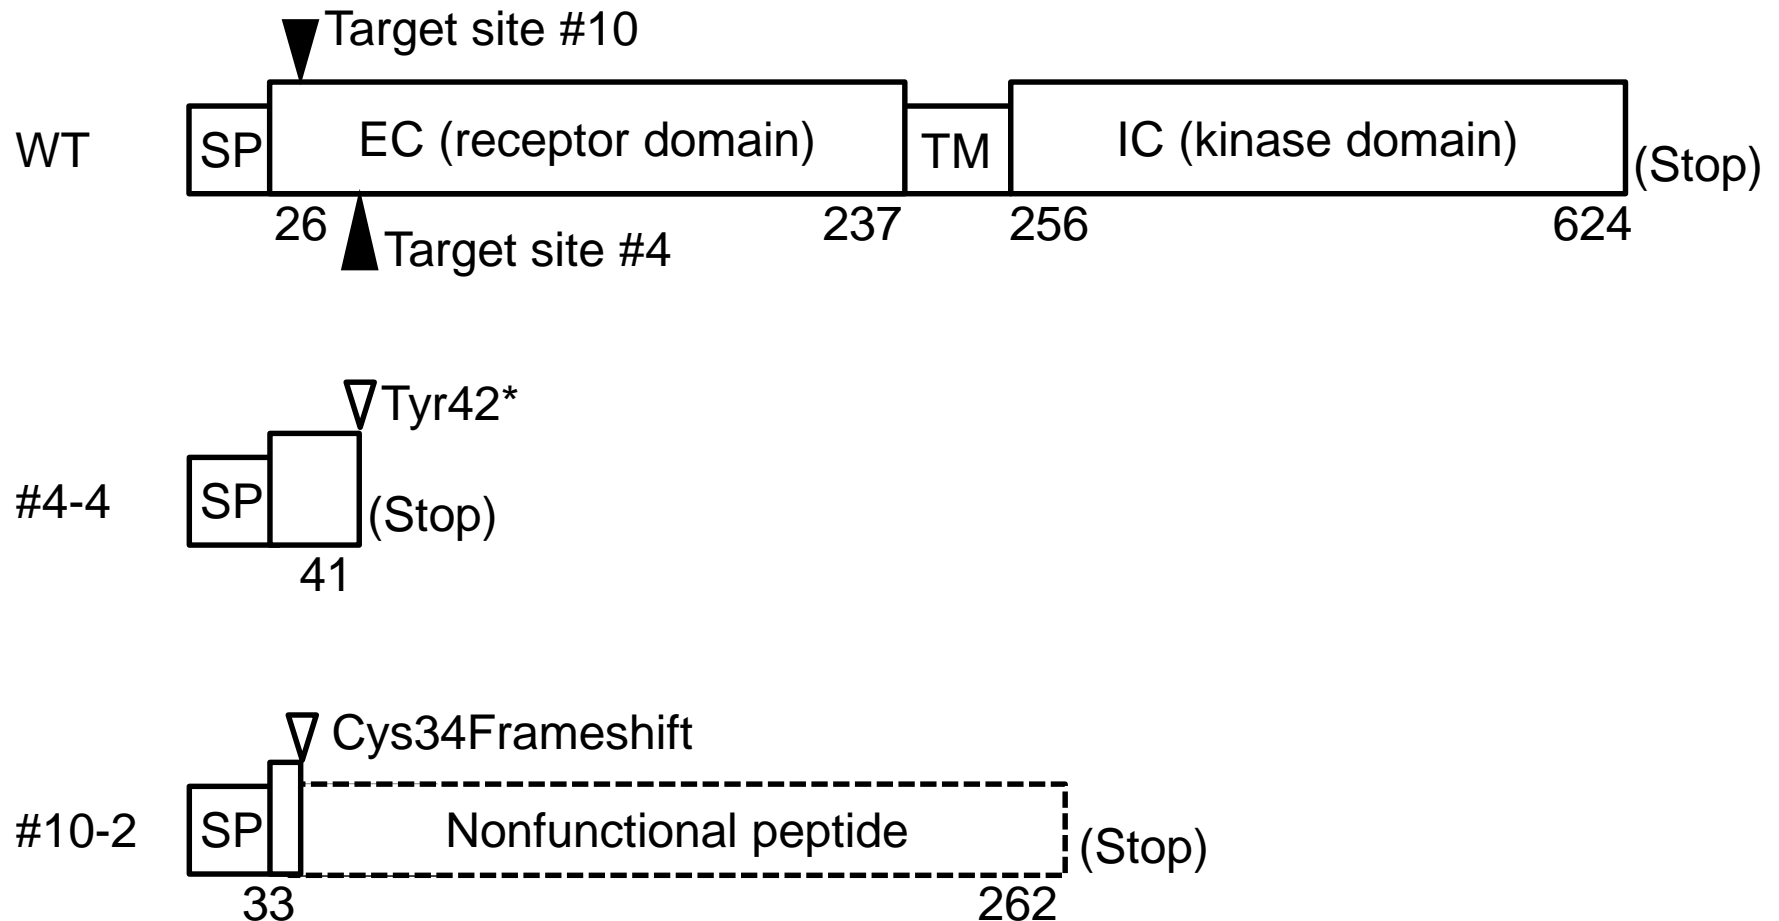 Target site #10
WT
SP
EC (receptor domain)
TM
IC (kinase domain)
(Stop)
26
237
256
624
Target site #4
Tyr42*
#4-4
SP
(Stop)
41
Cys34Frameshift
#10-2
SP
Nonfunctional peptide
(Stop)
33
262